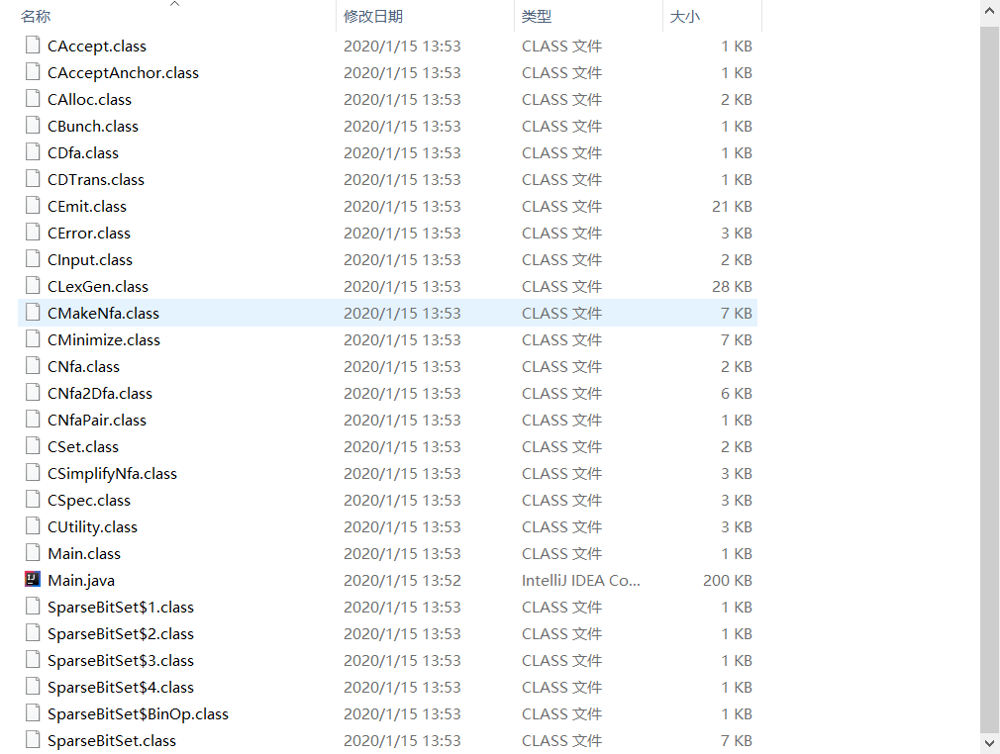 名称 修改日期 类型 大小
CAccept.class 2020/1/15 13:53 CLASS 文件 1 KB
CAcceptAnchor.class 2020/1/15 13:53 CLASS 文件 1 KB
CAlloc.class 2020/1/15 13:53 CLASS 文件 2 KB
CBunch.class 2020/1/15 13:53 CLASS 文件 1 KB
CDfa.class 2020/1/15 13:53 CLASS 文件 1 KB
CDTrans.class 2020/1/15 13:53 CLASS 文件 1 KB
CEmit.class 2020/1/15 13:53 CLASS 文件 21 KB
CError.class 2020/1/15 13:53 CLASS 文件 3 KB
CInput.class 2020/1/15 13:53 CLASS 文件 2 KB
CLexGen.class 2020/1/15 13:53 CLASS 文件 28 KB
CMakeNfa.class 2020/1/15 13:53 CLASS 文件 7 KB
CMinimize.class 2020/1/15 13:53 CLASS 文件 7 KB
CNfa.class 2020/1/15 13:53 CLASS 文件 2 KB
CNfa2Dfa.class 2020/1/15 13:53 CLASS 文件 6 KB
CNfaPair.class 2020/1/15 13:53 CLASS 文件 1 KB
CSet.class 2020/1/15 13:53 CLASS 文件 2 KB
CSimplifyNfa.class 2020/1/15 13:53 CLASS 文件 3 KB
CSpec.class 2020/1/15 13:53 CLASS 文件 3 KB
CUtility.class 2020/1/15 13:53 CLASS 文件 3 KB
Main.class 2020/1/15 13:53 CLASS 文件 1 KB
Main.java 2020/1/15 13:52 IntelliJ IDEA Co... 200 KB
SparseBitSet$1.class 2020/1/15 13:53 CLASS 文件 1 KB
SparseBitSet$2.class 2020/1/15 13:53 CLASS 文件 1 KB
SparseBitSet$3.class 2020/1/15 13:53 CLASS 文件 1 KB
SparseBitSet$4.class 2020/1/15 13:53 CLASS 文件 1 KB
SparseBitSet$BinOp.class 2020/1/15 13:53 CLASS 文件 1 KB
SparseBitSet.class 2020/1/15 13:53 CLASS 文件 7 KB